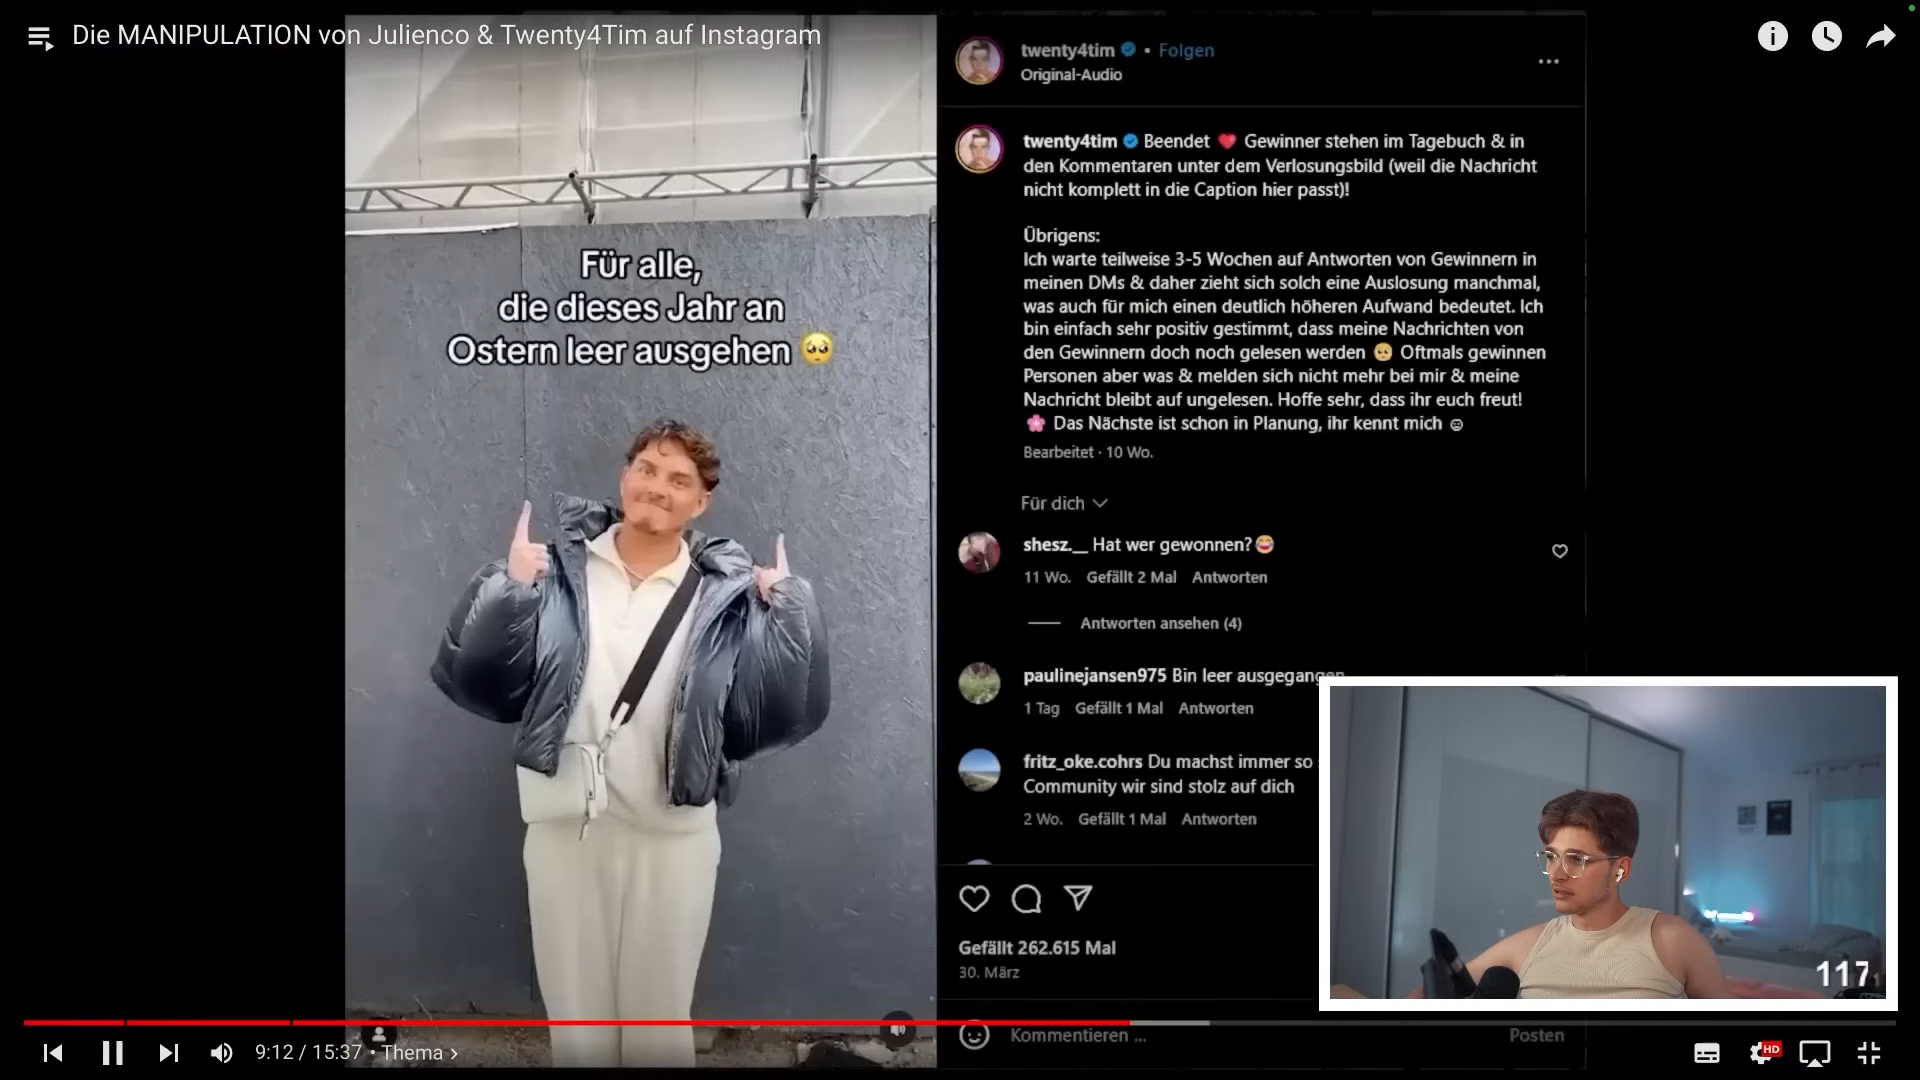 Die MANIPULATION von Julienco & Twenty4Tim auf Instagram
Für alle,
die dieses Jahr an
Ostern leer ausgehen 🥺
twenty4tim • Folgen
Original-Audio
twenty4tim Beendet ❤️ Gewinner stehen im Tagebuch & in
den Kommentaren unter dem Verlosungsbild (weil die Nachricht
nicht komplett in die Caption hier passt)!
Übrigens:
Ich warte teilweise 3-5 Wochen auf Antworten von Gewinnern in
meinen DMs & daher zieht sich solch eine Auslosung manchmal,
was auch für mich einen deutlich höheren Aufwand bedeutet. Ich
bin einfach sehr positiv gestimmt, dass meine Nachrichten von
den Gewinnern doch noch gelesen werden 🥺 Oftmals gewinnen
Personen aber was & melden sich nicht mehr bei mir & meine
Nachricht bleibt auf ungelesen. Hoffe sehr, dass ihr euch freut!
🌸 Das Nächste ist schon in Planung, ihr kennt mich ☺
Bearbeitet · 10 Wo.
Für dich
shesz.__ Hat wer gewonnen?😂
11 Wo. Gefällt 2 Mal Antworten
Antworten ansehen (4)
paulinejansen975 Bin leer ausgegangen
1 Tag Gefällt 1 Mal Antworten
fritz_oke.cohrs Du machst immer so
Community wir sind stolz auf dich
2 Wo. Gefällt 1 Mal Antworten
Gefällt 262.615 Mal
30. März
Kommentieren ...
Posten
117
9:12 / 15:37 • Thema ›
HD